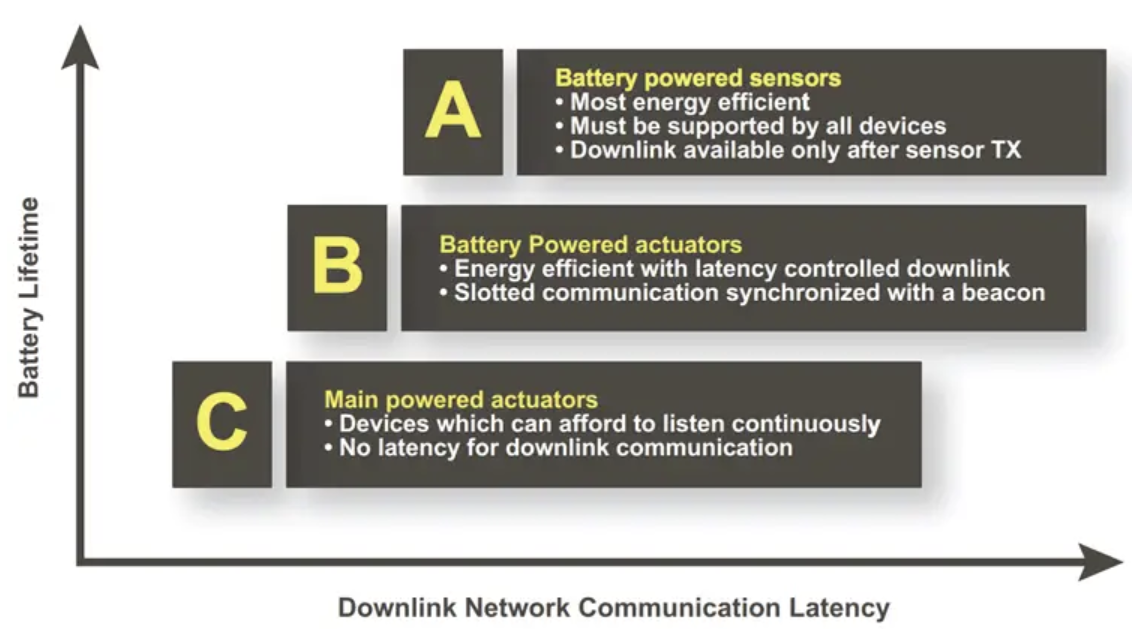 A
Battery powered sensors
• Most energy efficient
• Must be supported by all devices
• Downlink available only after sensor TX
B
Battery Powered actuators
• Energy efficient with latency controlled downlink
• Slotted communication synchronized with a beacon
C
Main powered actuators
• Devices which can afford to listen continuously
• No latency for downlink communication
Battery Lifetime
Downlink Network Communication Latency